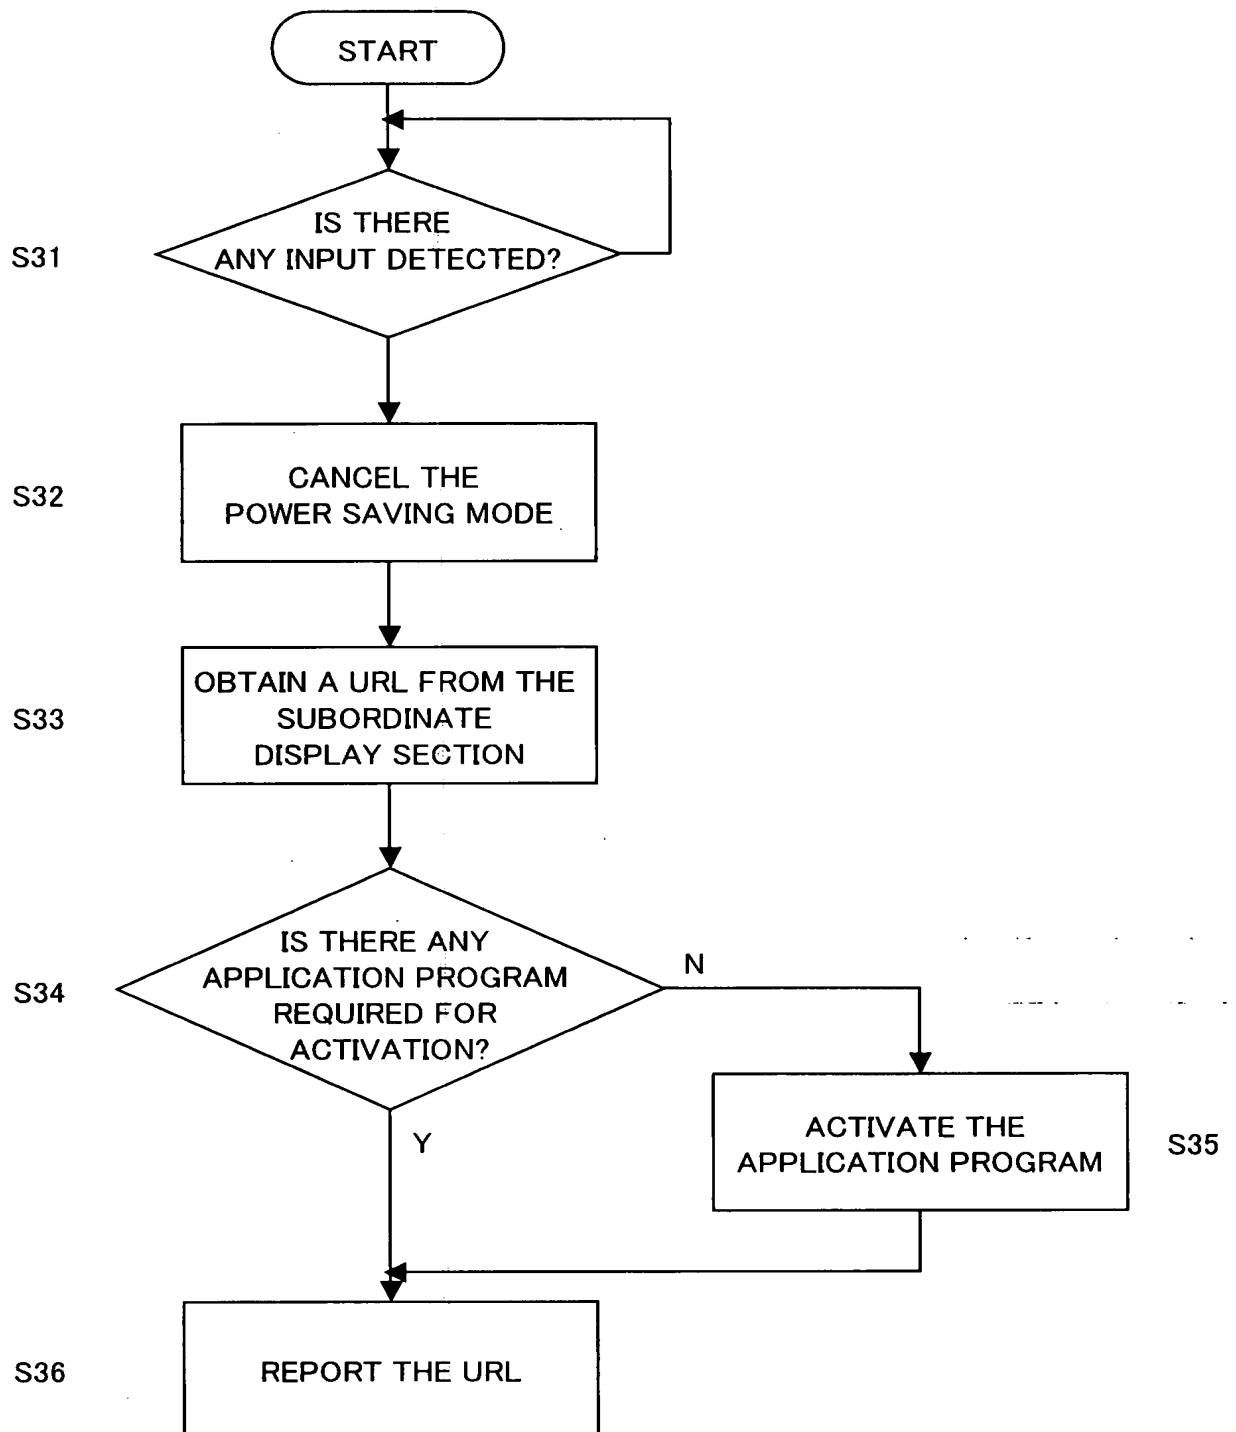 START
IS THERE
ANY INPUT DETECTED?
S31
CANCEL THE
POWER SAVING MODE
S32
OBTAIN A URL FROM THE
SUBORDINATE
DISPLAY SECTION
S33
IS THERE ANY
APPLICATION PROGRAM
REQUIRED FOR
ACTIVATION?
S34
N
Y
ACTIVATE THE
APPLICATION PROGRAM
S35
REPORT THE URL
S36